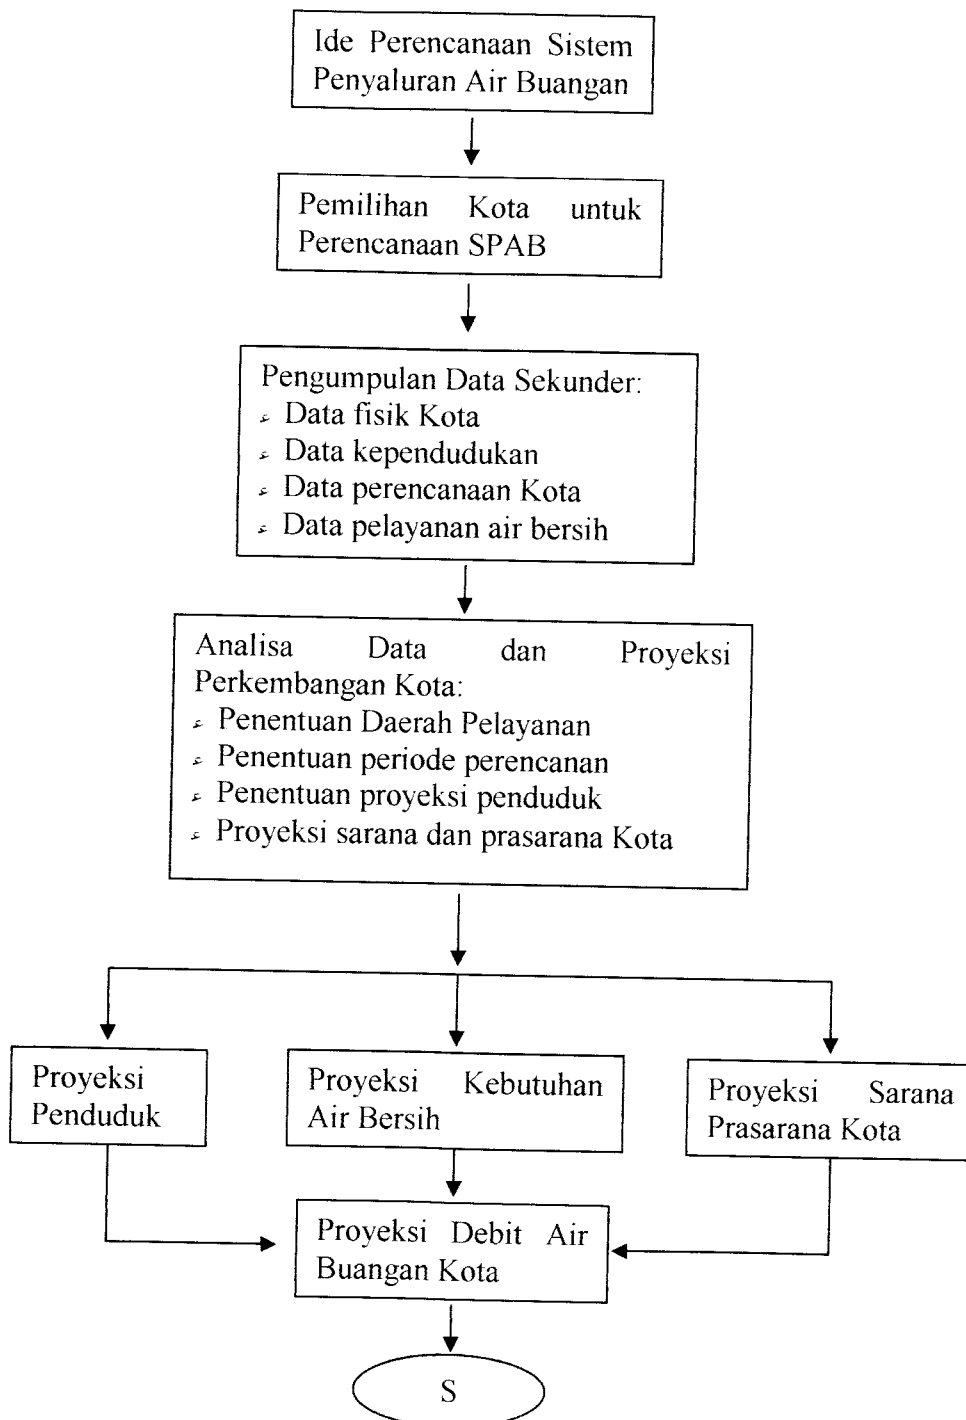 Ide Perencanaan Sistem
Penyaluran Air Buangan
Pemilihan Kota untuk
Perencanaan SPAB
Pengumpulan Data Sekunder:
Data fisik Kota
Data kependudukan
Data perencanaan Kota
Data pelayanan air bersih
Analisa Data dan Proyeksi
Perkembangan Kota:
Penentuan Daerah Pelayanan
Penentuan periode perencanan
Penentuan proyeksi penduduk
Proyeksi sarana dan prasarana Kota
Proyeksi
Penduduk
Proyeksi Kebutuhan
Air Bersih
Proyeksi Sarana
Prasarana Kota
Proyeksi Debit Air
Buangan Kota
S